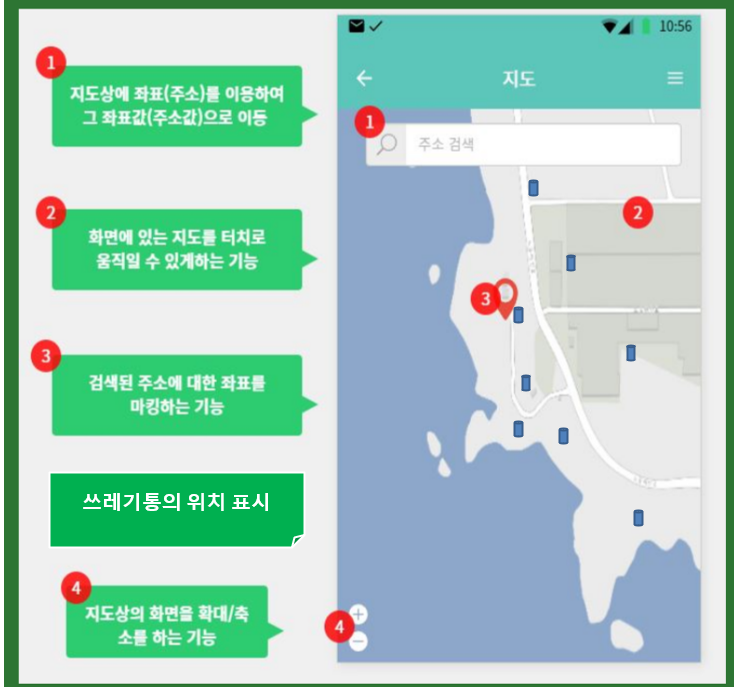 1
지도상에 좌표(주소)를 이용하여
그 좌표값(주소값)으로 이동
2
화면에 있는 지도를 터치로
움직일 수 있게하는 기능
3
검색된 주소에 대한 좌표를
마킹하는 기능
쓰레기통의 위치 표시
4
지도상의 화면을 확대/축
소를 하는 기능
10:56
지도
1
주소 검색
2
3
4
+
−